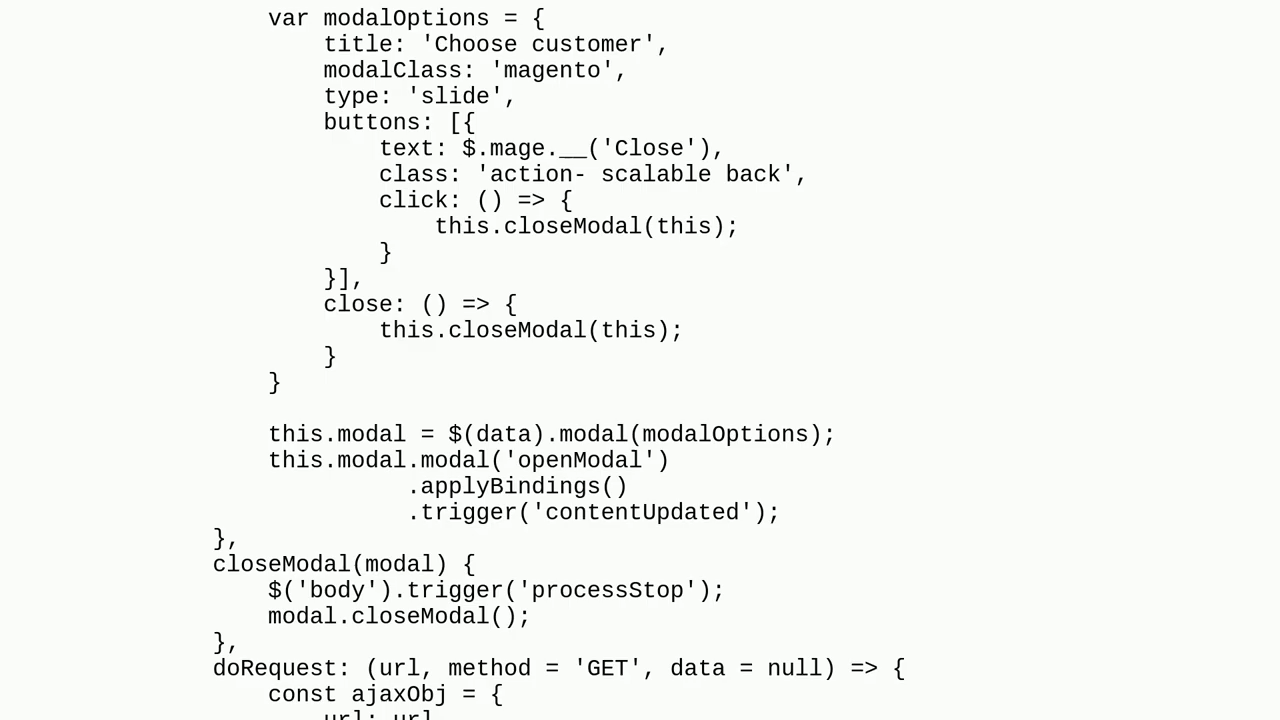 var modalOptions = {
title: 'Choose customer',
modalClass: 'magento',
type: 'slide',
buttons: [{
text: $.mage.__('Close'),
class: 'action- scalable back',
click: () => {
this.closeModal(this);
}
}],
close: () => {
this.closeModal(this);
}
}
this.modal = $(data).modal(modalOptions);
this.modal.modal('openModal')
.applyBindings()
.trigger('contentUpdated');
},
closeModal(modal) {
$('body').trigger('processStop');
modal.closeModal();
},
doRequest: (url, method = 'GET', data = null) => {
const ajaxObj = {
url: url